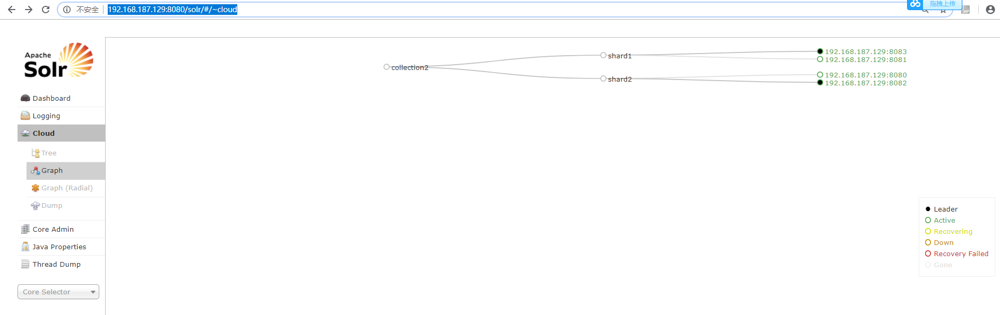 不安全 192.168.187.129:8080/solr/#/~cloud
拖拽上传
RP
Apache
Solr
Dashboard
Logging
Cloud
Tree
Graph
Graph (Radial)
Dump
Core Admin
Java Properties
Thread Dump
Core Selector
collection2
shard1
shard2
192.168.187.129:8083
192.168.187.129:8081
192.168.187.129:8080
192.168.187.129:8082
Leader
Active
Recovering
Down
Recovery Failed
Gone